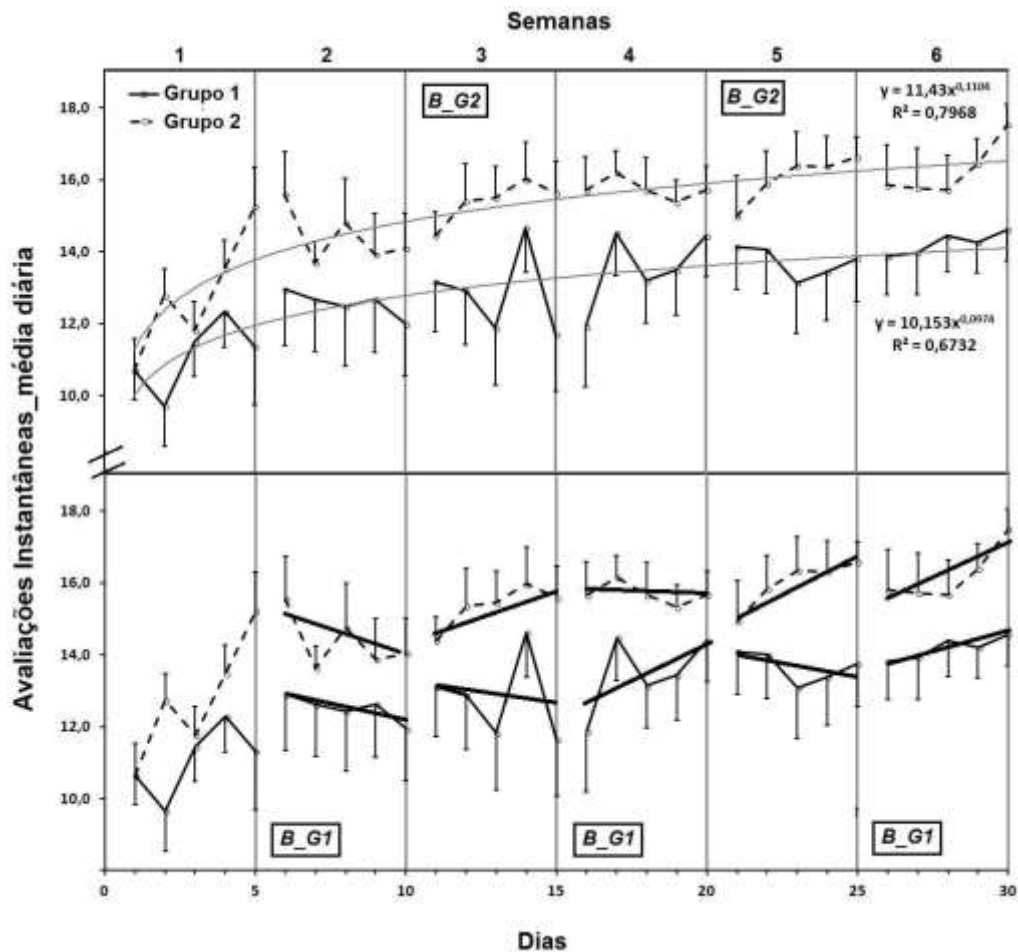 Semanas
1 2 3 4 5 6
Grupo 1
Grupo 2
B_G2
B_G2
y = 11,43x^0,1104
R² = 0,7968
18,0
16,0
14,0
12,0
10,0
y = 10,153x^0,0974
R² = 0,6732
Avaliações Instantâneas_média diária
18,0
16,0
14,0
12,0
10,0
B_G1
B_G1
B_G1
0 5 10 15 20 25 30
Dias